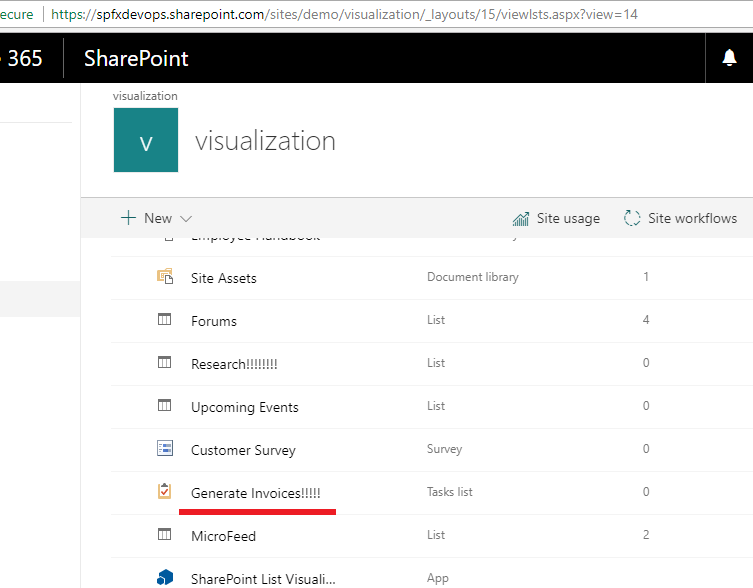 ecure https://spfxdevops.sharepoint.com/sites/demo/visualization/_layouts/15/viewlsts.aspx?view=14
365 SharePoint
visualization
v visualization
New Site usage Site workflows
Employee Handbook
Site Assets Document library 1
Forums List 4
Research!!!!!!!! List 0
Upcoming Events List 0
Customer Survey Survey 0
Generate Invoices!!!!! Tasks list 0
MicroFeed List 2
SharePoint List Visuali... App